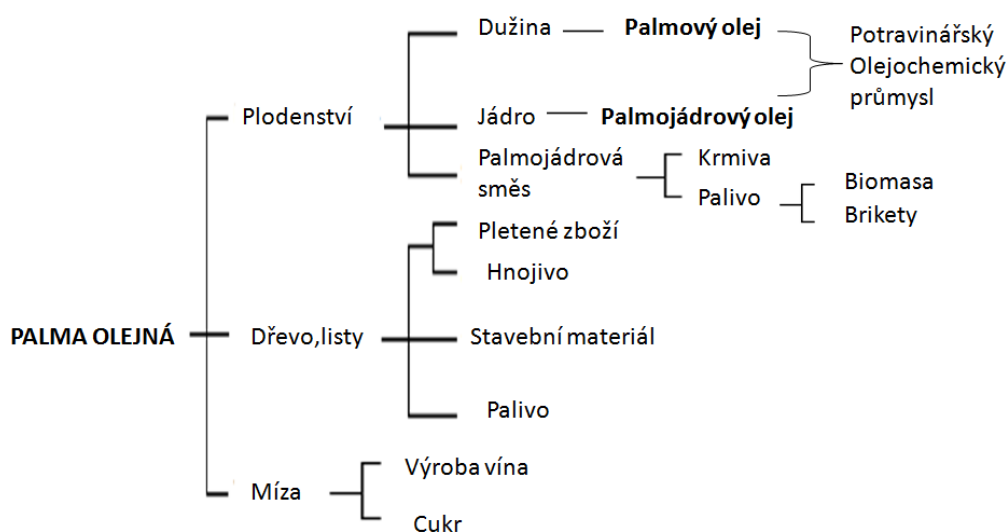 Dužina
Palmový olej
Potravinářský
Olejochemický
průmysl
Plodenství
Jádro
Palmojádrový olej
Palmojádrová
směs
Krmiva
Palivo
Biomasa
Brikety
Pletené zboží
Hnojivo
PALMA OLEJNÁ
Dřevo,listy
Stavební materiál
Palivo
Míza
Výroba vína
Cukr